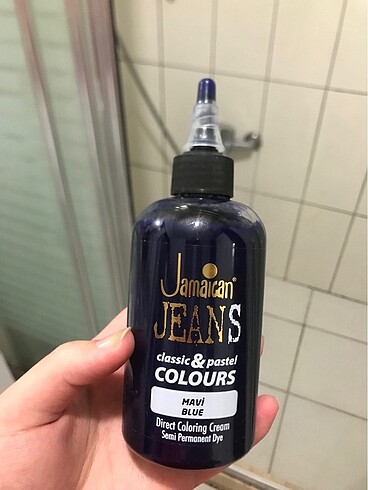 Jamaican®
JEANS
classic & pastel
COLOURS
MAVİ
BLUE
Direct Coloring Cream
Semi Permanent Dye